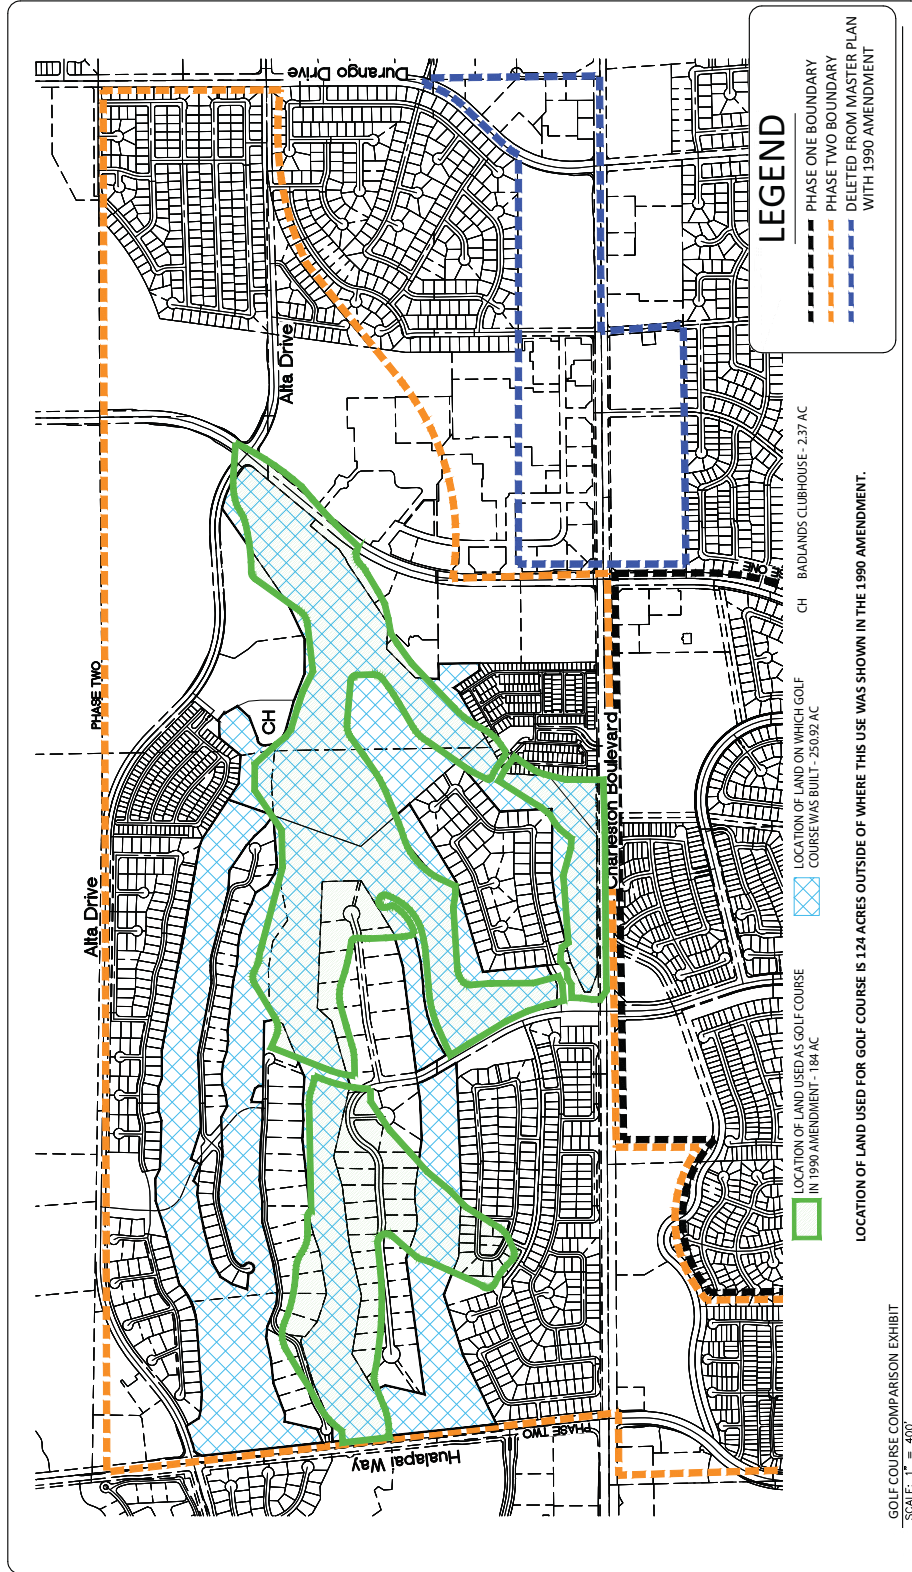 LEGEND
PHASE ONE BOUNDARY
PHASE TWO BOUNDARY
DELETED FROM MASTER PLAN
WITH 1990 AMENDMENT
Durango Drive
Alta Drive
PHASE TWO
Alta Drive
CH
Charleston Boulevard
Hualapai Way
PHASE TWO
ONE
LOCATION OF LAND USED AS GOLF COURSE
IN 1990 AMENDMENT - 184 AC
LOCATION OF LAND ON WHICH GOLF
COURSE WAS BUILT - 250.92 AC
CH BADLANDS CLUBHOUSE - 2.37 AC
LOCATION OF LAND USED FOR GOLF COURSE IS 124 ACRES OUTSIDE OF WHERE THIS USE WAS SHOWN IN THE 1990 AMENDMENT.
GOLF COURSE COMPARISON EXHIBIT
SCALE: 1" = 400'